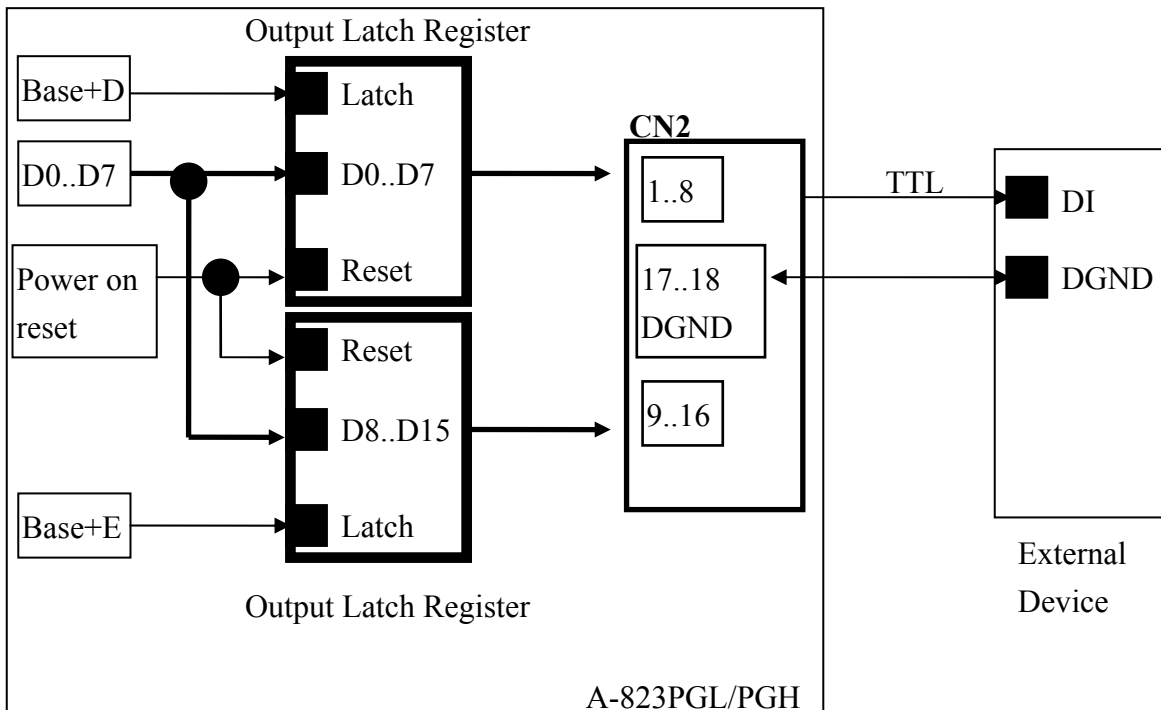 Output Latch Register
Base+D
Latch
CN2
D0..D7
D0..D7
1..8
TTL
DI
Power on
reset
Reset
17..18
DGND
DGND
Reset
D8..D15
9..16
Base+E
Latch
External
Device
Output Latch Register
A-823PGL/PGH